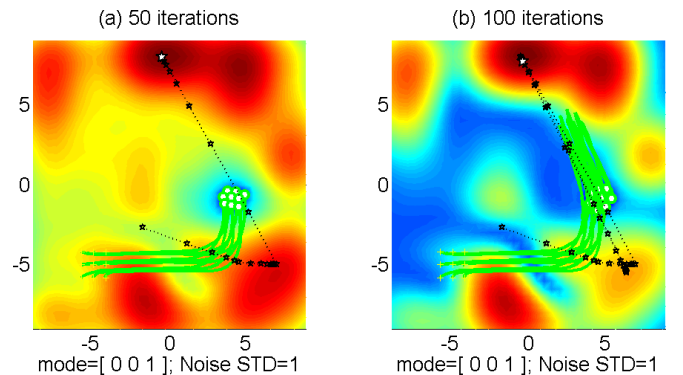 (a) 50 iterations
(b) 100 iterations
5
0
-5
-5 0 5
mode=[ 0 0 1 ]; Noise STD=1
5
0
-5
-5 0 5
mode=[ 0 0 1 ]; Noise STD=1